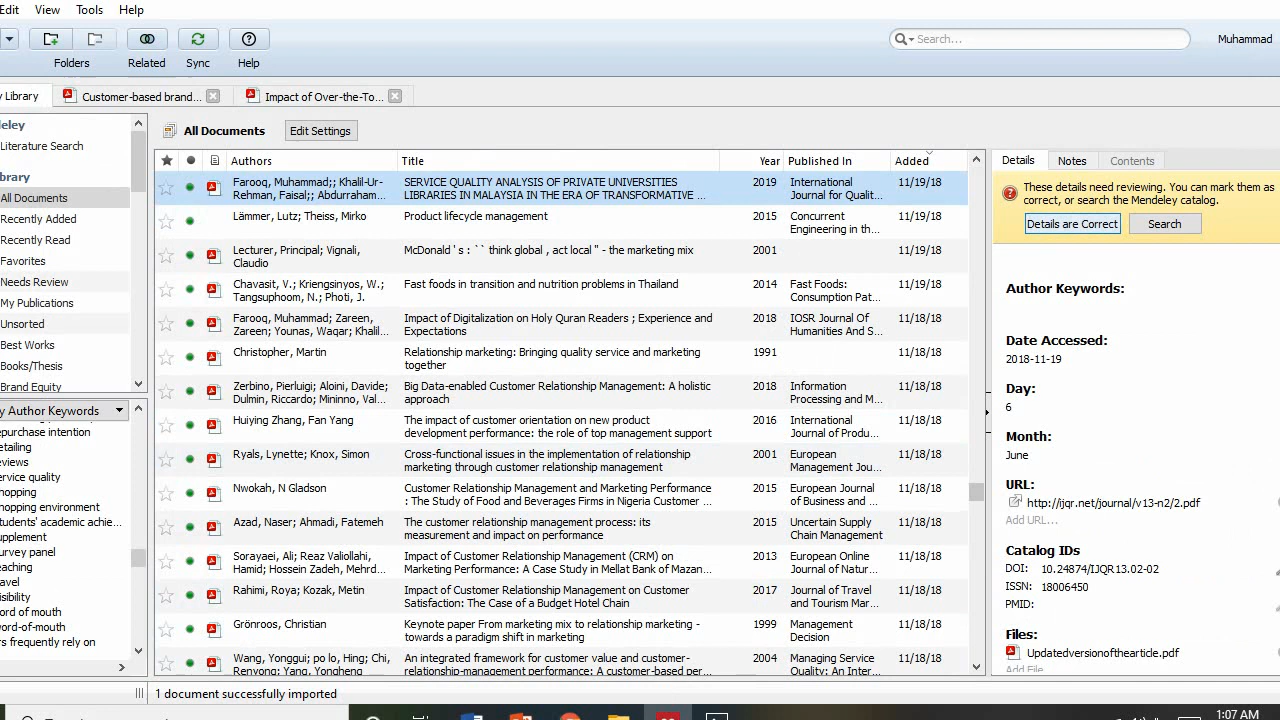 Edit View Tools Help
Folders Related Sync Help
Search...
Muhammad
Library
Customer-based brand...
Impact of Over-the-To...
Literature Search
All Documents
Recently Added
Recently Read
Favorites
Needs Review
My Publications
Unsorted
Best Works
Books/Thesis
Brand Equity
Author Keywords
epurchase intention
etailing
eviews
ervice quality
hopping
hopping environment
tudents' academic achie...
upplement
urvey panel
eaching
avel
isibility
ord of mouth
ord-of-mouth
rs frequently rely on
All Documents Edit Settings
Authors Title Year Published In Added
Farooq, Muhammad;; Khalil-Ur- SERVICE QUALITY ANALYSIS OF PRIVATE UNIVERSITIES 2019 International 11/19/18
Rehman, Faisal;; Abdurraham... LIBRARIES IN MALAYSIA IN THE ERA OF TRANSFORMATIVE ... Journal for Qualit...
Lämmer, Lutz; Theiss, Mirko Product lifecycle management 2015 Concurrent 11/19/18
Engineering in th...
Lecturer, Principal; Vignali, McDonald ' s : `` think global , act local " - the marketing mix 2001 11/19/18
Claudio
Chavasit, V.; Kriengsinyos, W.; Fast foods in transition and nutrition problems in Thailand 2014 Fast Foods: 11/19/18
Tangsuphoom, N.; Photi, J. Consumption Pat...
Farooq, Muhammad; Zareen, Impact of Digitalization on Holy Quran Readers ; Experience and 2018 IOSR Journal Of 11/19/18
Zareen; Younas, Waqar; Khalil... Expectations Humanities And S...
Christopher, Martin Relationship marketing: Bringing quality service and marketing 1991 11/18/18
together
Zerbino, Pierluigi; Aloini, Davide; Big Data-enabled Customer Relationship Management: A holistic 2018 Information 11/18/18
Dulmin, Riccardo; Mininno, Val... approach Processing and M...
Huiying Zhang, Fan Yang The impact of customer orientation on new product 2016 International 11/18/18
development performance: the role of top management support Journal of Produ...
Ryals, Lynette; Knox, Simon Cross-functional issues in the implementation of relationship 2001 European 11/18/18
marketing through customer relationship management Management Jou...
Nwokah, N Gladson Customer Relationship Management and Marketing Performance 2015 European Journal 11/18/18
: The Study of Food and Beverages Firms in Nigeria Customer ... of Business and ...
Azad, Naser; Ahmadi, Fatemeh The customer relationship management process: its 2015 Uncertain Supply 11/18/18
measurement and impact on performance Chain Management
Sorayaei, Ali; Reaz Valiollahi, Impact of Customer Relationship Management (CRM) on 2013 European Online 11/18/18
Hamid; Hossein Zadeh, Mehrd... Marketing Performance: A Case Study in Mellat Bank of Mazan... Journal of Natur...
Rahimi, Roya; Kozak, Metin Impact of Customer Relationship Management on Customer 2017 Journal of Travel 11/18/18
Satisfaction: The Case of a Budget Hotel Chain and Tourism Mar...
Grönroos, Christian Keynote paper From marketing mix to relationship marketing - 1999 Management 11/18/18
towards a paradigm shift in marketing Decision
Wang, Yonggui; po lo, Hing; Chi, An integrated framework for customer value and customer- 2004 Managing Service 11/18/18
Renyong; Yang, Yongheng relationship-management performance: A customer-based per... Quality: An Inter...
Details Notes Contents
These details need reviewing. You can mark them as
correct, or search the Mendeley catalog.
Details are Correct Search
Author Keywords:
Date Accessed:
2018-11-19
Day:
6
Month:
June
URL:
http://ijqr.net/journal/v13-n2/2.pdf
Add URL...
Catalog IDs
DOI: 10.24874/IJQR13.02-02
ISSN: 18006450
PMID:
Files:
Updatedversionofthearticle.pdf
Add File
1 document successfully imported
1:07 AM